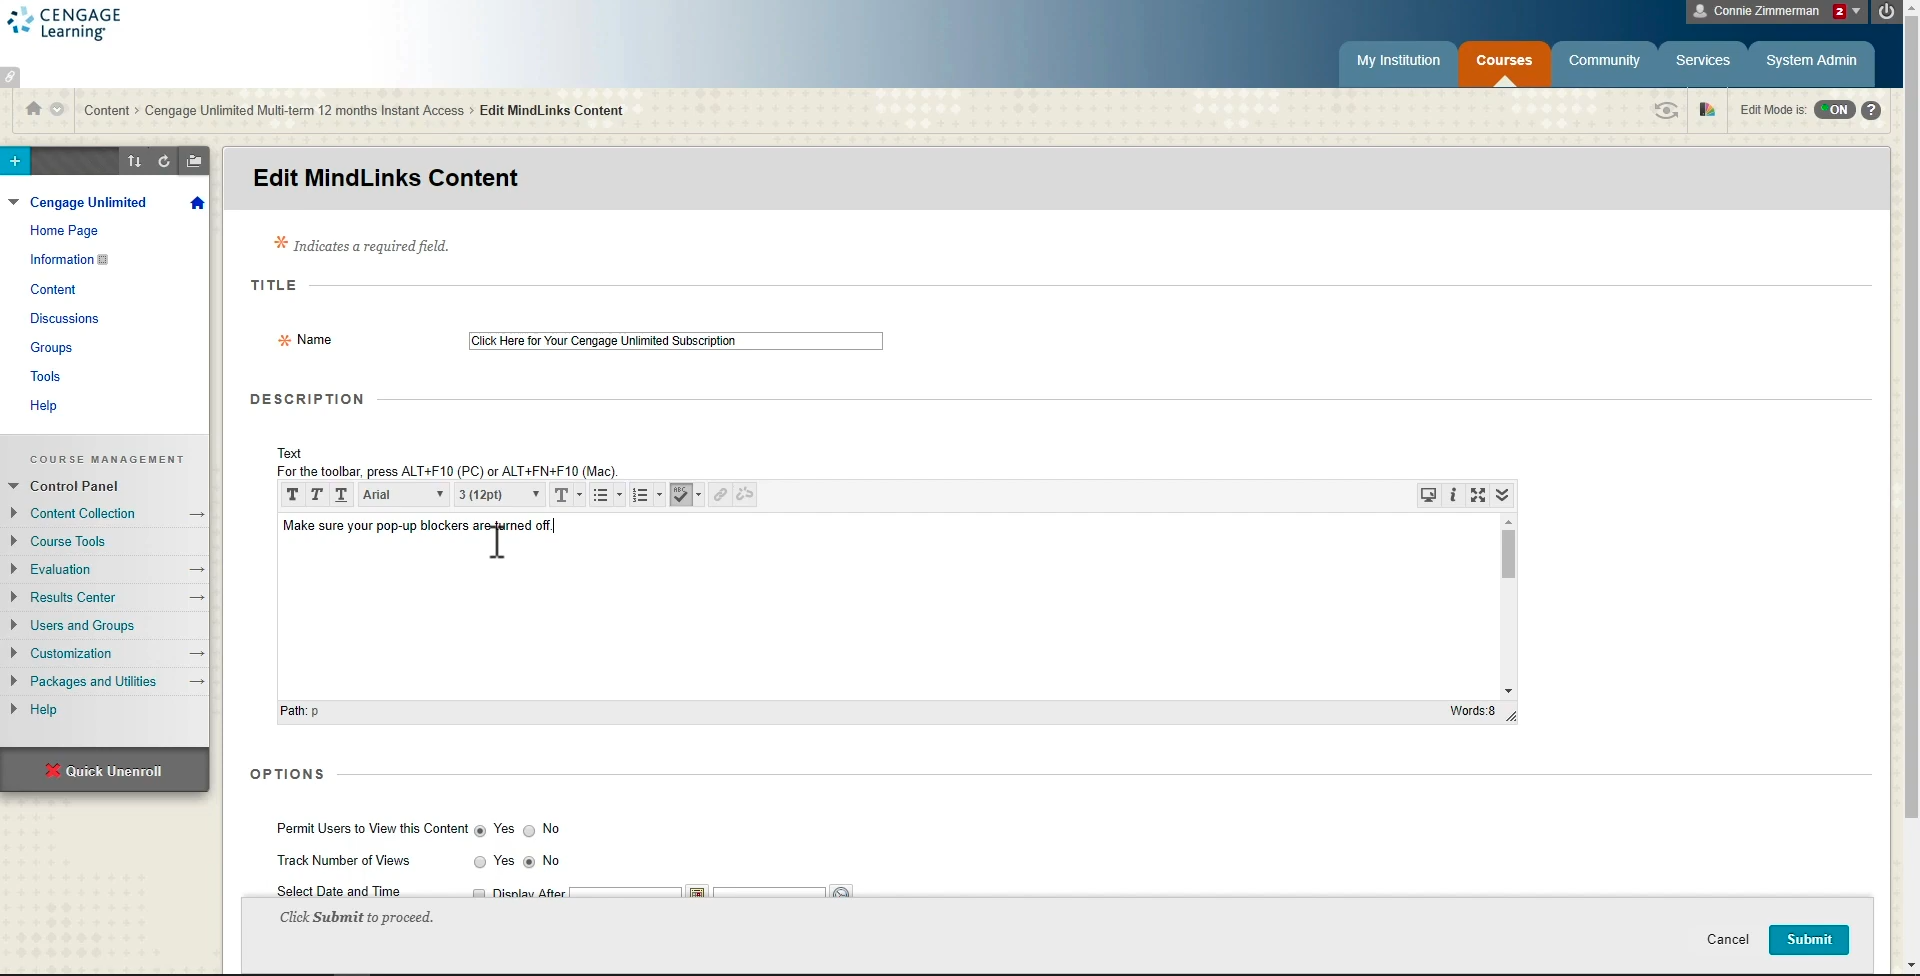 CENGAGE
Learning
Connie Zimmerman 2
My Institution Courses Community Services System Admin
Content > Cengage Unlimited Multi-term 12 months Instant Access > Edit MindLinks Content
Edit Mode is: ON ?
Edit MindLinks Content
Cengage Unlimited
Home Page
Information
Content
Discussions
Groups
Tools
Help
COURSE MANAGEMENT
Control Panel
Content Collection
Course Tools
Evaluation
Results Center
Users and Groups
Customization
Packages and Utilities
Help
Quick Unenroll
* Indicates a required field.
TITLE
* Name Click Here for Your Cengage Unlimited Subscription
DESCRIPTION
Text
For the toolbar, press ALT+F10 (PC) or ALT+FN+F10 (Mac).
T T T Arial 3 (12pt) T ABC i
Make sure your pop-up blockers are turned off.
Path: p Words:8
OPTIONS
Permit Users to View this Content Yes No
Track Number of Views Yes No
Select Date and Time Display After
Click Submit to proceed.
Cancel Submit